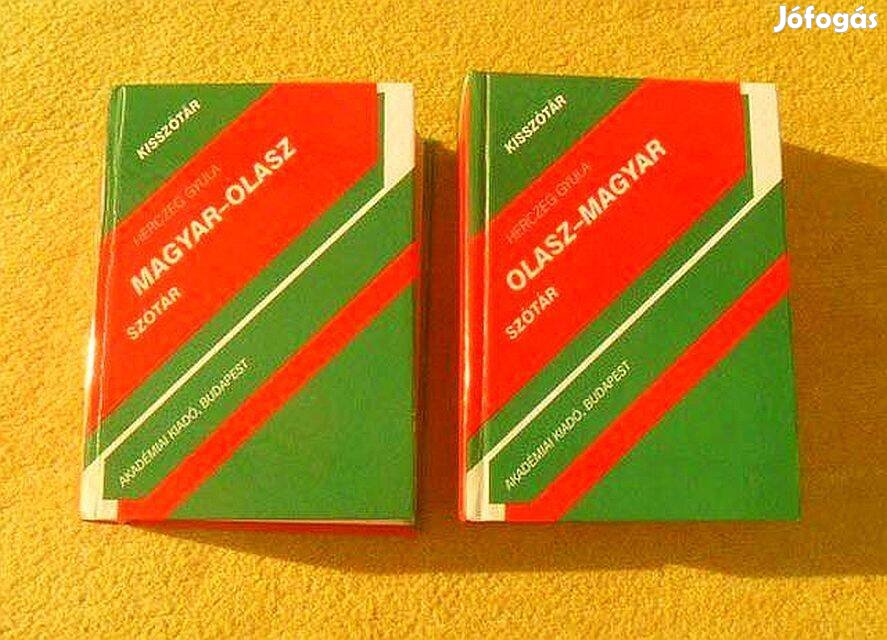 Jófogás
KISSZÓTÁR
HERCZEG GYULA
MAGYAR–OLASZ
SZÓTÁR
AKADÉMIAI KIADÓ, BUDAPEST
KISSZÓTÁR
HERCZEG GYULA
OLASZ–MAGYAR
SZÓTÁR
AKADÉMIAI KIADÓ, BUDAPEST